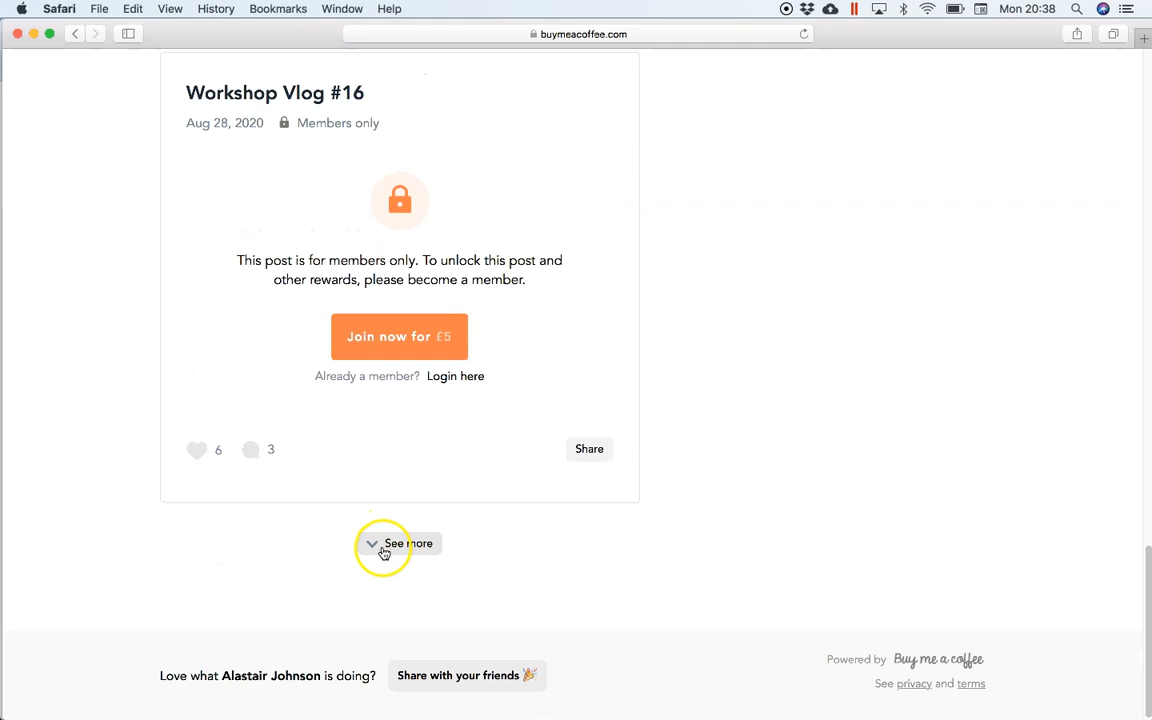 Safari File Edit View History Bookmarks Window Help Mon 20:38
buymeacoffee.com
Workshop Vlog #16
Aug 28, 2020 Members only
This post is for members only. To unlock this post and
other rewards, please become a member.
Join now for £5
Already a member? Login here
6 3 Share
See more
Love what Alastair Johnson is doing? Share with your friends 🎉
Powered by Buy me a coffee
See privacy and terms